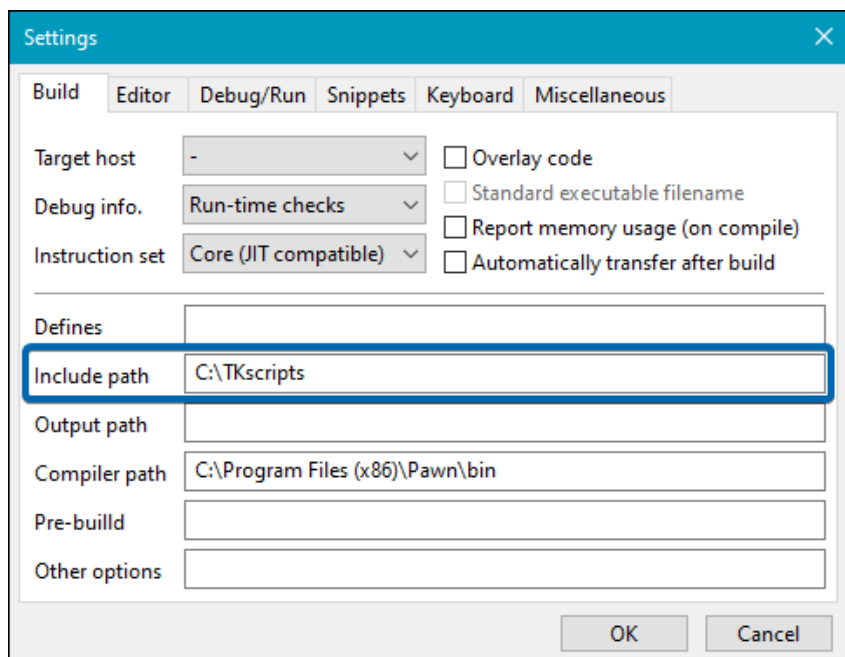 Settings
Build Editor Debug/Run Snippets Keyboard Miscellaneous
Target host - Overlay code
Standard executable filename
Debug info. Run-time checks
Report memory usage (on compile)
Instruction set Core (JIT compatible) Automatically transfer after build
Defines
Include path C:\TKscripts
Output path
Compiler path C:\Program Files (x86)\Pawn\bin
Pre-builld
Other options
OK Cancel